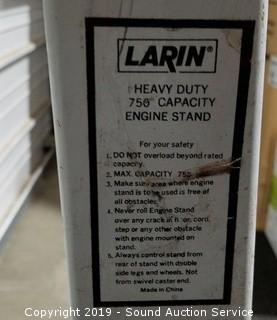 LARIN®
HEAVY DUTY
750 CAPACITY
ENGINE STAND
For your safety
1. DO NOT overload beyond rated
capacity.
2. MAX. CAPACITY 750
3. Make sure area where engine
stand is to be used is free of
all obstacles.
4. Never roll Engine Stand
over any crack in floor, cord,
step or any other obstacle
with engine mounted on
stand.
5. Always control stand from
rear of stand with double
side legs and wheels. Not
from swivel caster end.
Made in China
Copyright 2019 - Sound Auction Service